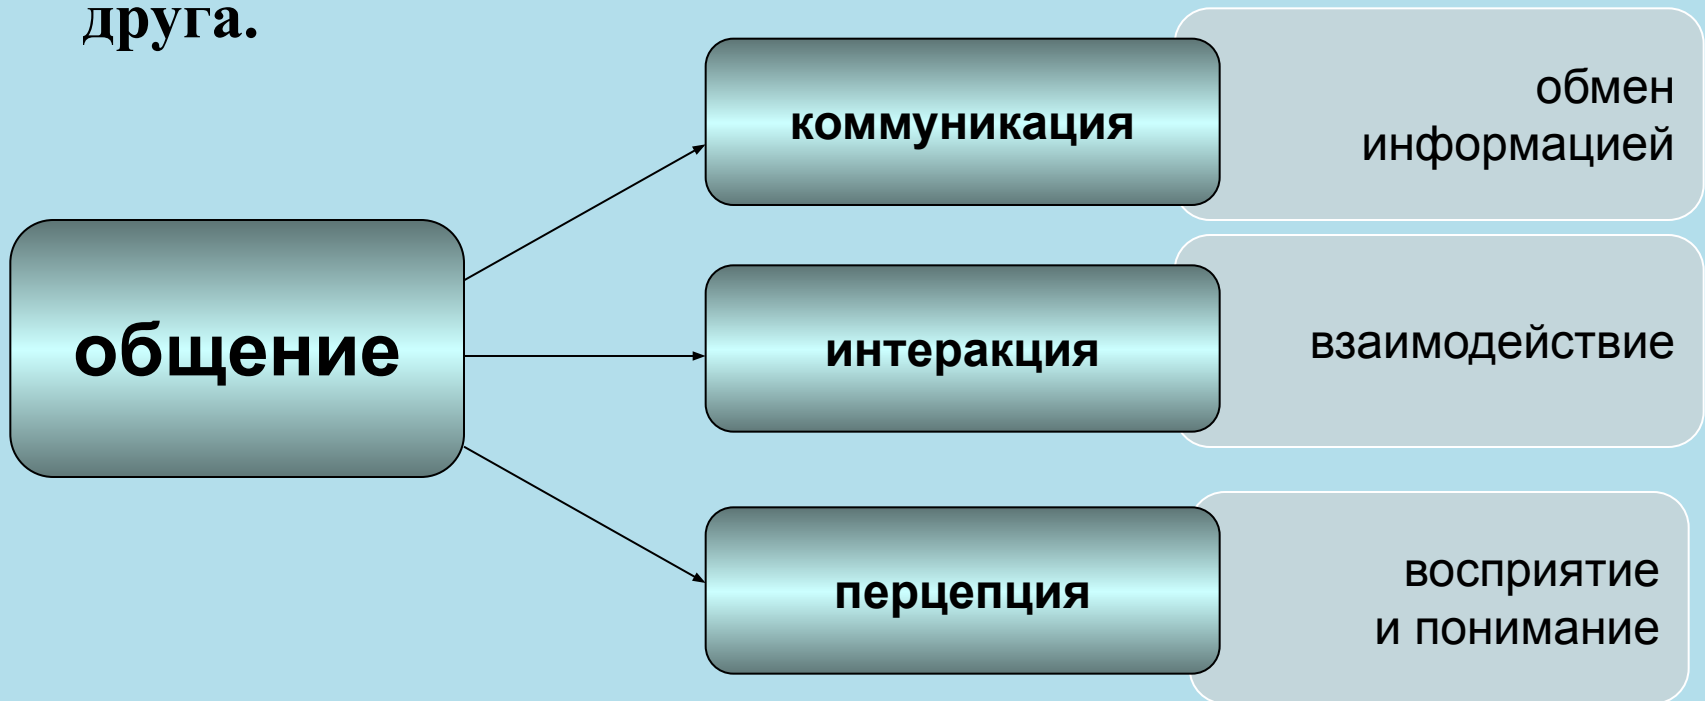 друга.
общение
коммуникация
обмен
информацией
интеракция
взаимодействие
перцепция
восприятие
и понимание